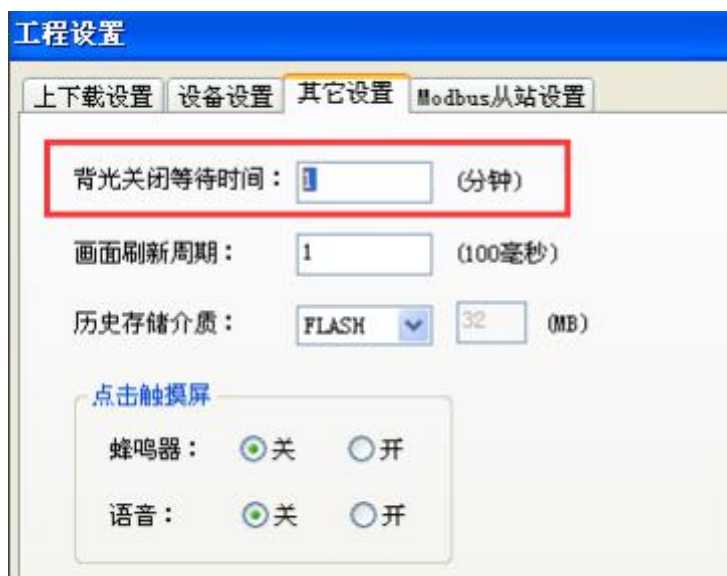 工程设置
上下载设置 设备设置 其它设置 Modbus从站设置
背光关闭等待时间： 1 (分钟)
画面刷新周期： 1 (100毫秒)
历史存储介质： FLASH 32 (MB)
点击触摸屏
蜂鸣器： 关 开
语音： 关 开